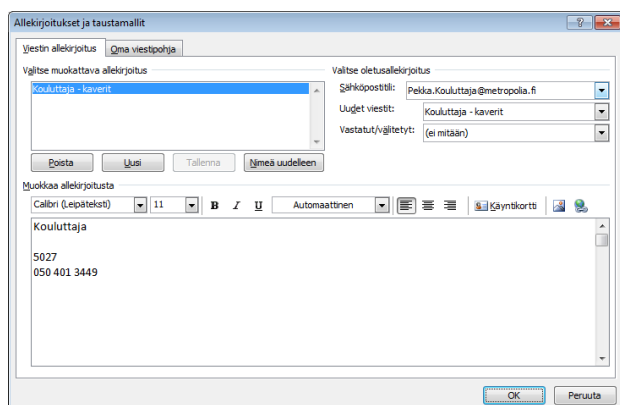 Allekirjoitukset ja taustamallit
Viestin allekirjoitus
Oma viestipohja
Valitse muokattava allekirjoitus
Kouluttaja - kaverit
Poista
Uusi
Tallenna
Nimeä uudelleen
Valitse oletusallekirjoitus
Sähköpostitili:
Pekka.Kouluttaja@metropolia.fi
Uudet viestit:
Kouluttaja - kaverit
Vastatut/välitetyt:
(ei mitään)
Muokkaa allekirjoitusta
Calibri (Leipäteksti)
11
B I U
Automaattinen
Käyntikortti
Kouluttaja
5027
050 401 3449
OK
Peruuta